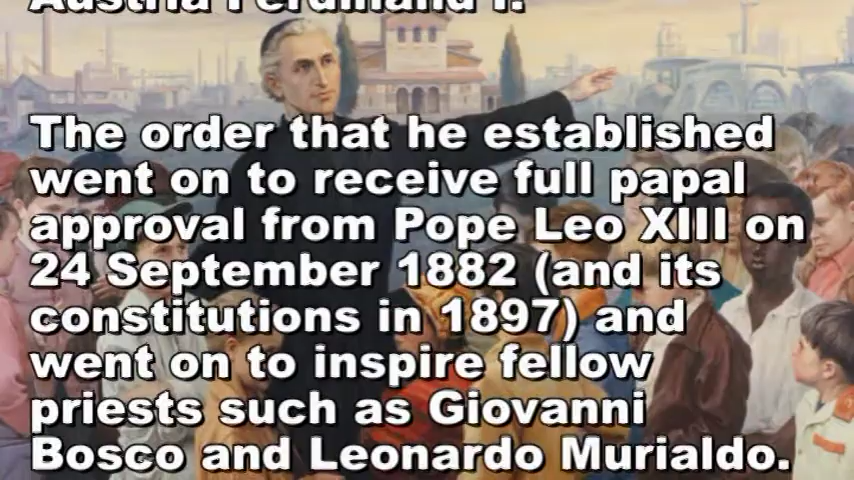 Austria Ferdinand I.
The order that he established
went on to receive full papal
approval from Pope Leo XIII on
24 September 1882 (and its
constitutions in 1897) and
went on to inspire fellow
priests such as Giovanni
Bosco and Leonardo Murialdo.